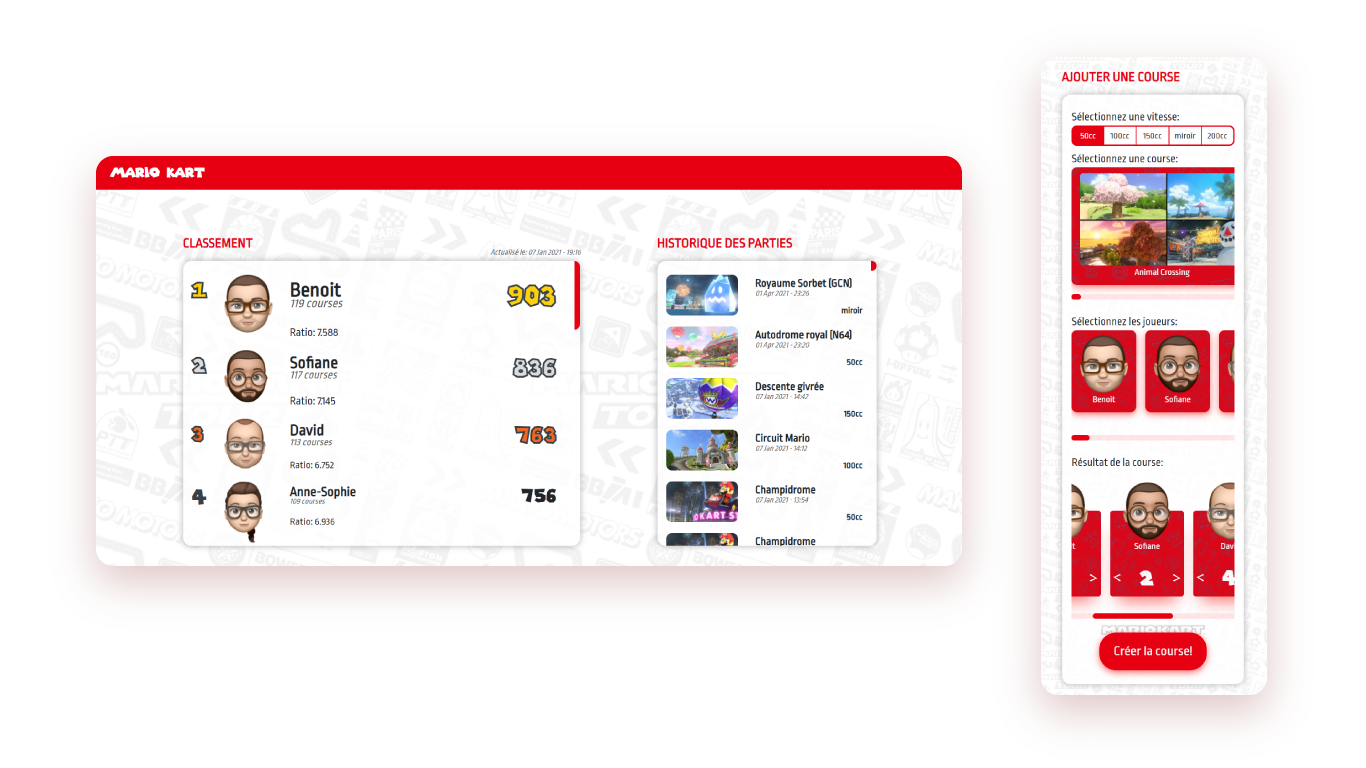 MARIO KART
CLASSEMENT
Actualisé le: 07 Jan 2021 - 19:16
1
Benoit
119 courses
903
Ratio: 7.588
2
Sofiane
117 courses
836
Ratio: 7.145
3
David
113 courses
763
Ratio: 6.752
4
Anne-Sophie
109 courses
756
Ratio: 6.936
HISTORIQUE DES PARTIES
Royaume Sorbet (GCN)
01 Apr 2021 - 23:26
miroir
Autodrome royal (N64)
01 Apr 2021 - 23:20
50cc
Descente givrée
07 Jan 2021 - 14:42
150cc
Circuit Mario
07 Jan 2021 - 14:12
100cc
Champidrome
07 Jan 2021 - 13:54
50cc
Champidrome
AJOUTER UNE COURSE
Sélectionnez une vitesse:
50cc 100cc 150cc miroir 200cc
Sélectionnez une course:
Animal Crossing
Sélectionnez les joueurs:
Benoit Sofiane
Résultat de la course:
t Sofiane Dav
> < 2 > < 4
MARIOKART
Créer la course!